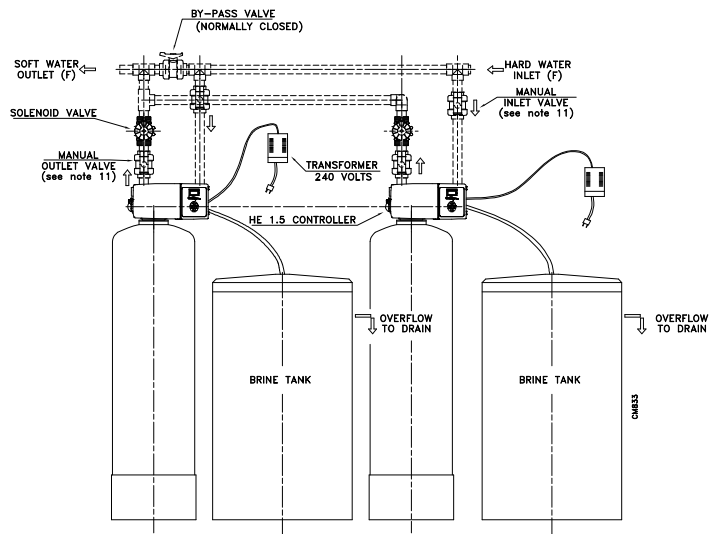 BY-PASS VALVE
(NORMALLY CLOSED)
SOFT WATER
OUTLET (F)
HARD WATER
INLET (F)
MANUAL
INLET VALVE
(see note 11)
SOLENOID VALVE
MANUAL
OUTLET VALVE
(see note 11)
TRANSFORMER
240 VOLTS
HE 1.5 CONTROLLER
OVERFLOW
TO DRAIN
OVERFLOW
TO DRAIN
BRINE TANK
BRINE TANK
CM833